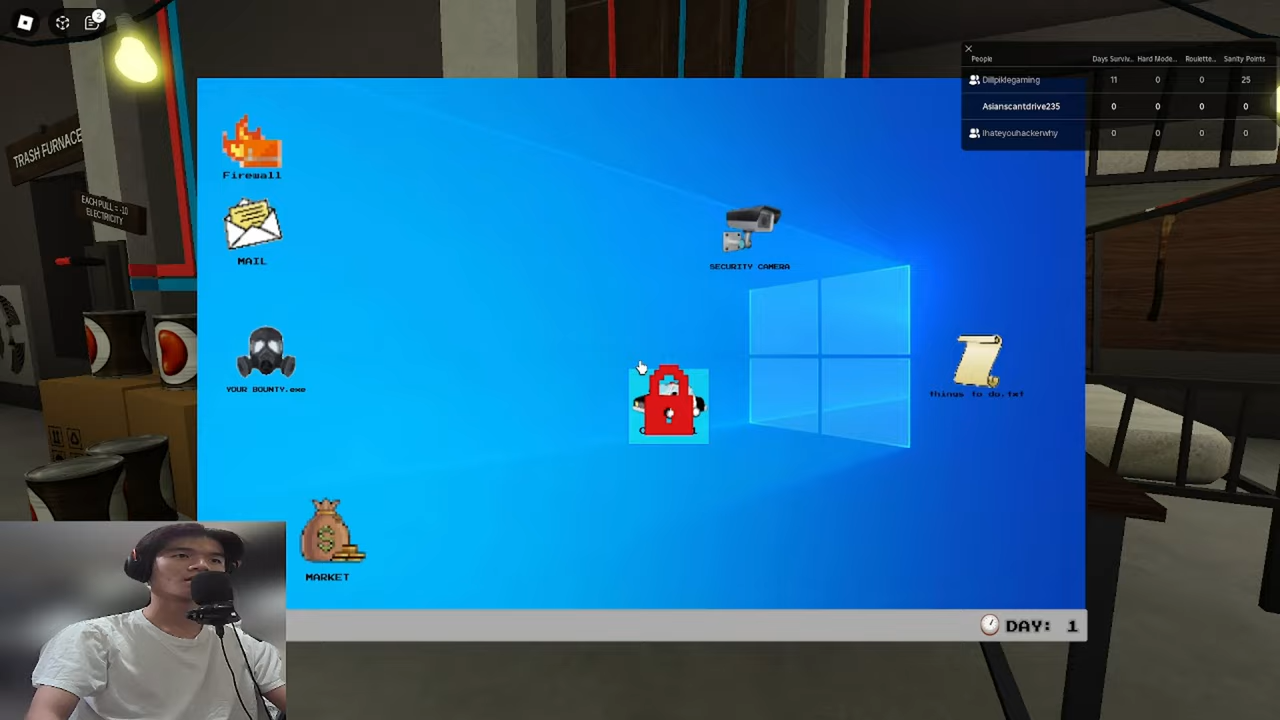 2
People
Days Surviv.. Hard Mode.. Roulette.. Sanity Points
Dillpiklegaming 11 0 0 25
Asianscantdrive235 0 0 0 0
Ihateyouhackerwhy 0 0 0 0
TRASH FURNACE
EACH PULL = -10
ELECTRICITY
Firewall
MAIL
SECURITY CAMERA
YOUR BOUNTY.exe
things to do.txt
MARKET
DAY: 1